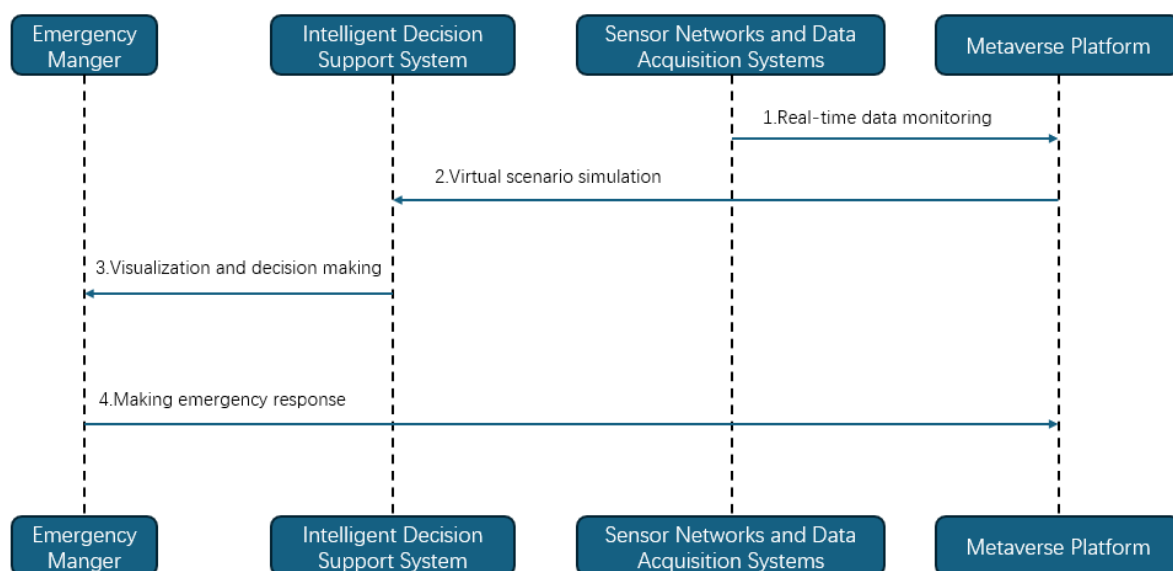 Emergency
Manger
Intelligent Decision
Support System
Sensor Networks and Data
Acquisition Systems
Metaverse Platform
1.Real-time data monitoring
2.Virtual scenario simulation
3.Visualization and decision making
4.Making emergency response
Emergency
Manger
Intelligent Decision
Support System
Sensor Networks and Data
Acquisition Systems
Metaverse Platform